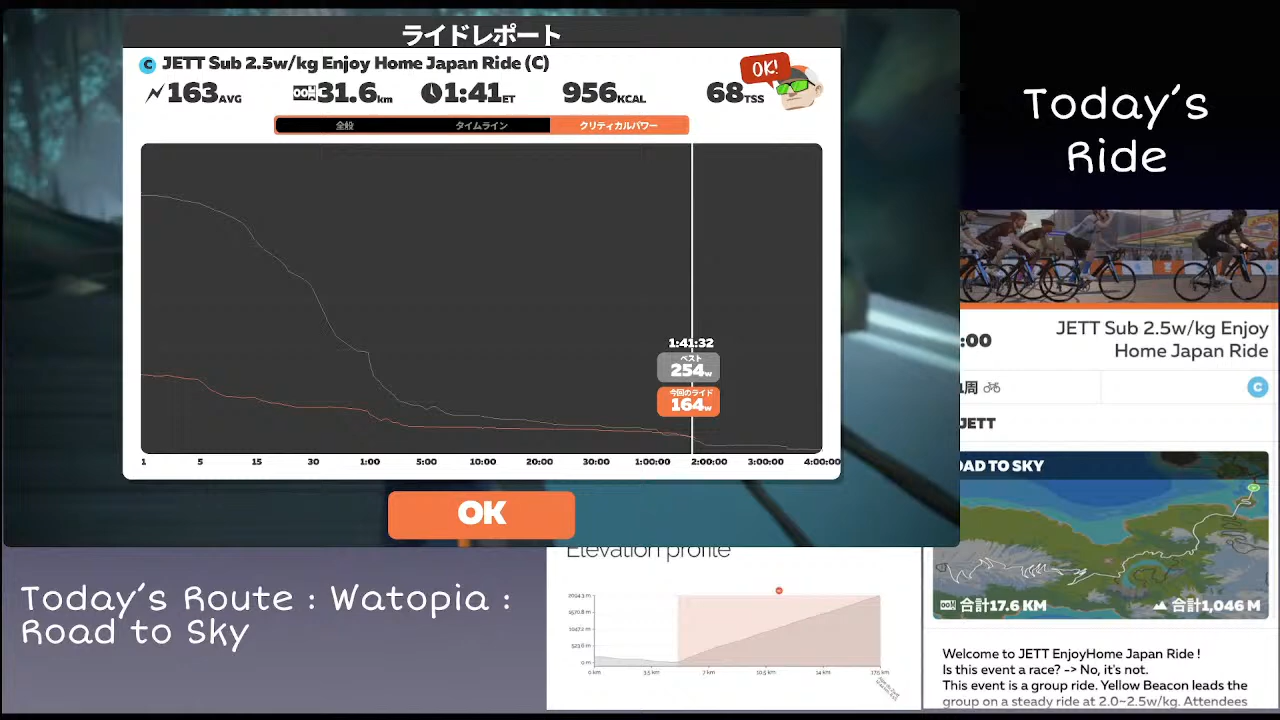 ライドレポート
C JETT Sub 2.5w/kg Enjoy Home Japan Ride (C)
163AVG 31.6km 1:41ET 956KCAL 68TSS
OK!
全般 タイムライン クリティカルパワー
1:41:32
ベスト
254w
今回のライド
164w
1 5 15 30 1:00 5:00 10:00 20:00 30:00 1:00:00 2:00:00 3:00:00 4:00:00
OK
Today's
Ride
:00 JETT Sub 2.5w/kg Enjoy
Home Japan Ride
周 C
JETT
OAD TO SKY
合計17.6 KM 合計1,046 M
Welcome to JETT EnjoyHome Japan Ride !
Is this event a race? -> No, it's not.
This event is a group ride. Yellow Beacon leads the
group on a steady ride at 2.0~2.5w/kg. Attendees
Today's Route : Watopia :
Road to Sky
Elevation profile
1570.8 m
1047.2 m
523.6 m
0 m
0 km 3.5 km 7 km 10.5 km 14 km 17.5 km